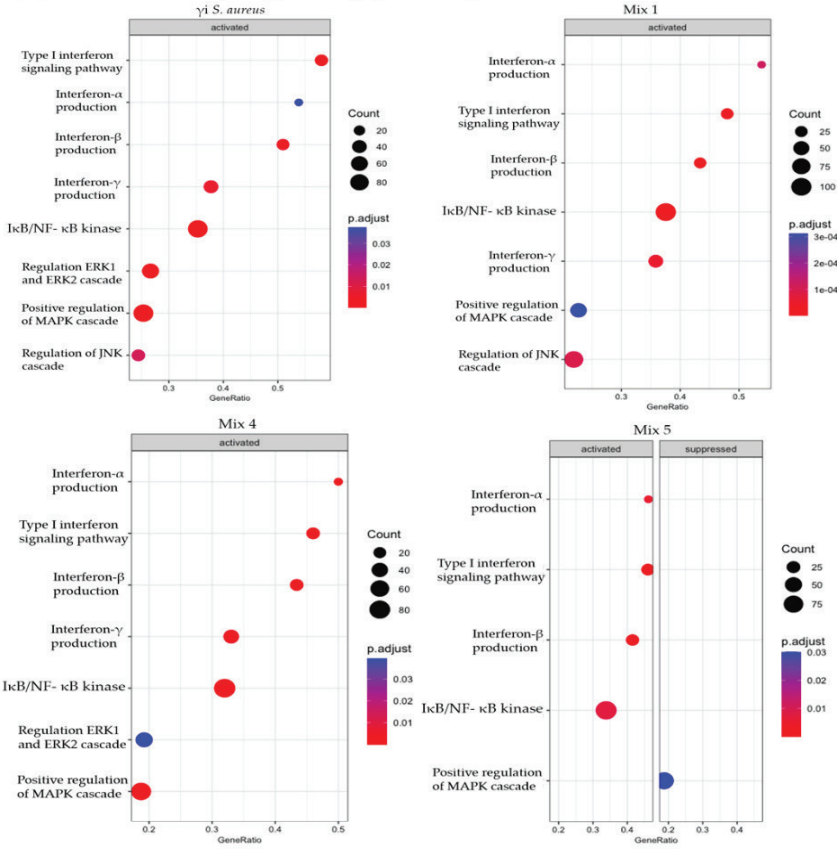 γi S. aureus
activated
Type I interferon
signaling pathway
Interferon-α
production
Interferon-β
production
Interferon-γ
production
IκB/NF- κB kinase
Regulation ERK1
and ERK2 cascade
Positive regulation
of MAPK cascade
Regulation of JNK
cascade
0.3 0.4 0.5
GeneRatio
Count
20
40
60
80
p.adjust
0.03
0.02
0.01
Mix 1
activated
Interferon-α
production
Type I interferon
signaling pathway
Interferon-β
production
IκB/NF- κB kinase
Interferon-γ
production
Positive regulation
of MAPK cascade
Regulation of JNK
cascade
0.3 0.4 0.5
GeneRatio
Count
25
50
75
100
p.adjust
3e-04
2e-04
1e-04
Mix 4
activated
Interferon-α
production
Type I interferon
signaling pathway
Interferon-β
production
Interferon-γ
production
IκB/NF- κB kinase
Regulation ERK1
and ERK2 cascade
Positive regulation
of MAPK cascade
0.2 0.3 0.4 0.5
GeneRatio
Count
20
40
60
80
p.adjust
0.03
0.02
0.01
Mix 5
activated suppressed
Interferon-α
production
Type I interferon
signaling pathway
Interferon-β
production
IκB/NF- κB kinase
Positive regulation
of MAPK cascade
0.2 0.3 0.4 0.2 0.3 0.4
GeneRatio
Count
25
50
75
p.adjust
0.03
0.02
0.01